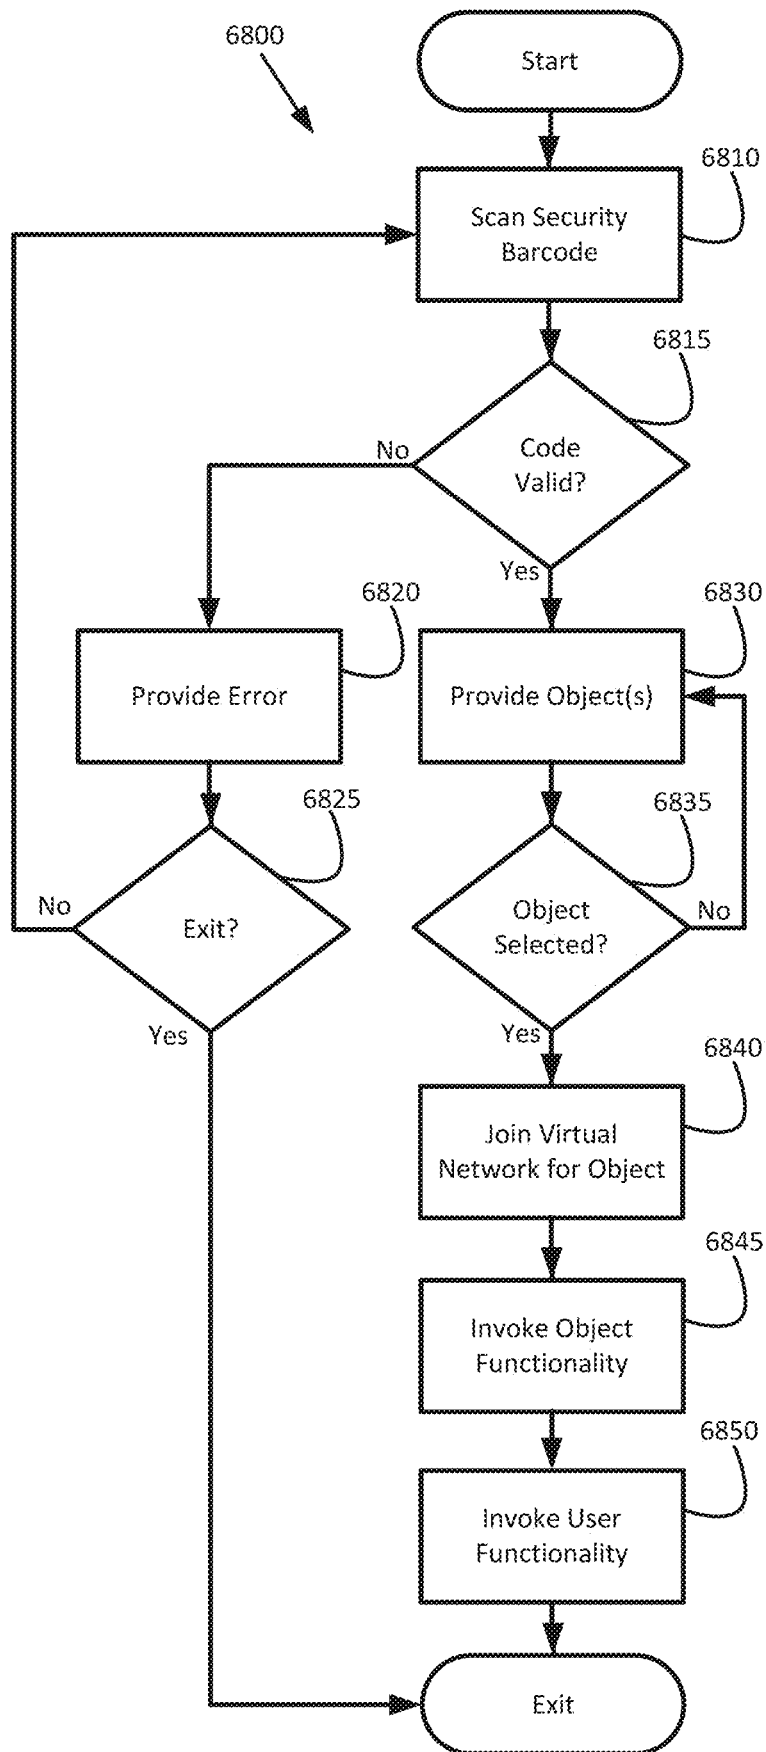 6800
Start
6810
Scan Security
Barcode
6815
No
Code
Valid?
Yes
6820
6830
Provide Error
Provide Object(s)
6825
6835
No
Exit?
Object
Selected?
No
Yes
Yes
6840
Join Virtual
Network for Object
6845
Invoke Object
Functionality
6850
Invoke User
Functionality
Exit